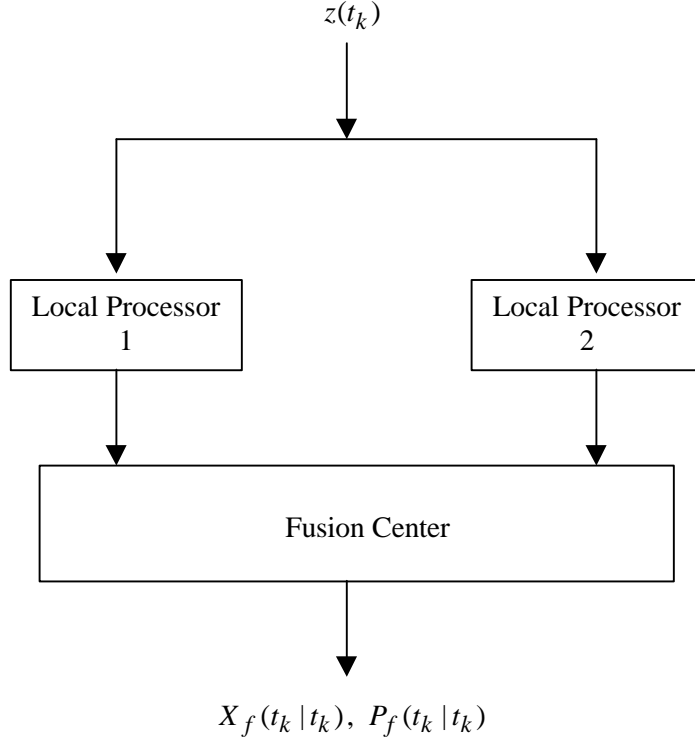 z(t_k)
Local Processor
1
Local Processor
2
Fusion Center
X_f(t_k | t_k), P_f(t_k | t_k)